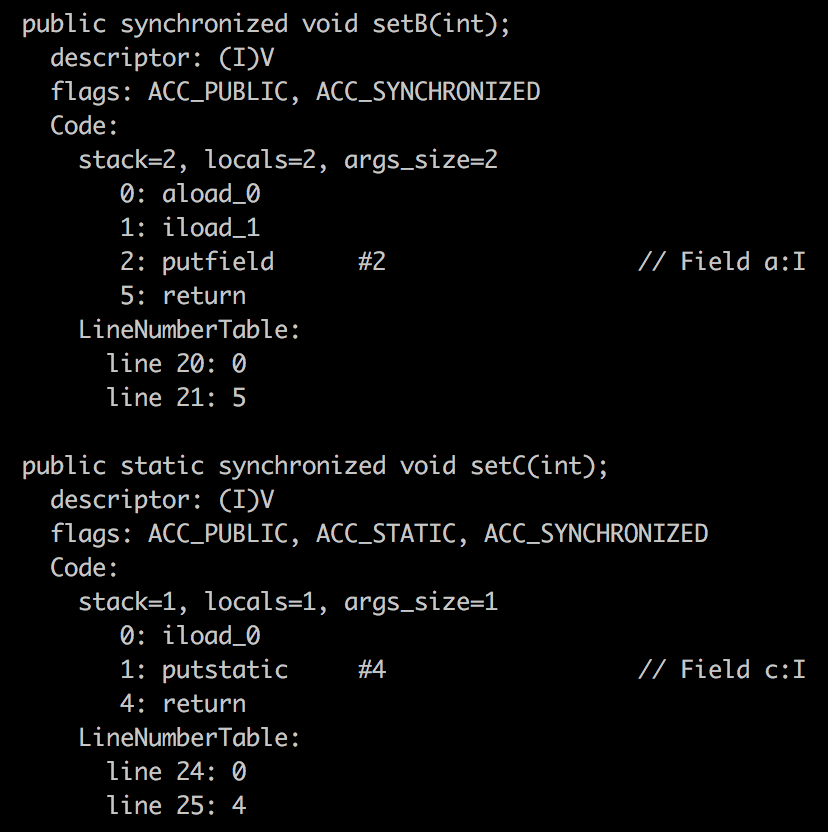 public synchronized void setB(int);
descriptor: (I)V
flags: ACC_PUBLIC, ACC_SYNCHRONIZED
Code:
stack=2, locals=2, args_size=2
0: aload_0
1: iload_1
2: putfield #2 // Field a:I
5: return
LineNumberTable:
line 20: 0
line 21: 5
public static synchronized void setC(int);
descriptor: (I)V
flags: ACC_PUBLIC, ACC_STATIC, ACC_SYNCHRONIZED
Code:
stack=1, locals=1, args_size=1
0: iload_0
1: putstatic #4 // Field c:I
4: return
LineNumberTable:
line 24: 0
line 25: 4